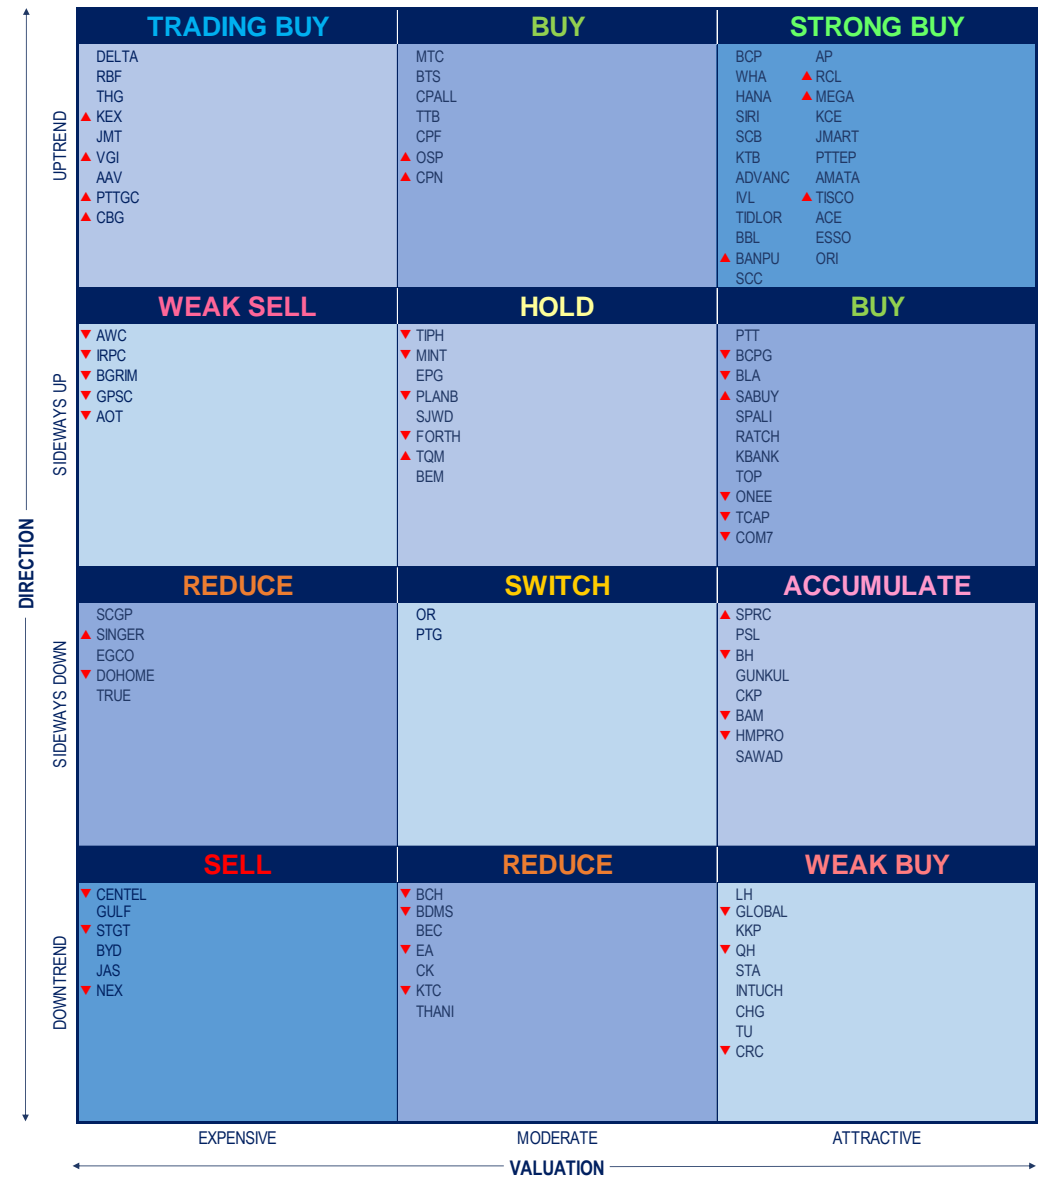 TRADING BUY
DELTA
RBF
THG
▲ KEX
JMT
▲ VGI
AAV
▲ PTTGC
▲ CBG
BUY
MTC
BTS
CPALL
TTB
CPF
▲ OSP
▲ CPN
STRONG BUY
BCP AP
WHA ▲ RCL
HANA ▲ MEGA
SIRI KCE
SCB JMART
KTB PTTEP
ADVANC AMATA
IVL ▲ TISCO
TIDLOR ACE
BBL ESSO
▲ BANPU ORI
SCC
UPTREND
WEAK SELL
▼ AWC
▼ IRPC
▼ BGRIM
▼ GPSC
▼ AOT
HOLD
▼ TIPH
▼ MINT
EPG
▼ PLANB
SJWD
▼ FORTH
▲ TQM
BEM
BUY
PTT
▼ BCPG
▼ BLA
▲ SABUY
SPALI
RATCH
KBANK
TOP
▼ ONEE
▼ TCAP
▼ COM7
SIDEWAYS UP
DIRECTION
REDUCE
SCGP
▲ SINGER
EGCO
▼ DOHOME
TRUE
SWITCH
OR
PTG
ACCUMULATE
▲ SPRC
PSL
▼ BH
GUNKUL
CKP
▼ BAM
▼ HMPRO
SAWAD
SIDEWAYS DOWN
SELL
▼ CENTEL
GULF
▼ STGT
BYD
JAS
▼ NEX
REDUCE
▼ BCH
▼ BDMS
BEC
▼ EA
CK
▼ KTC
THANI
WEAK BUY
LH
▼ GLOBAL
KKP
▼ QH
STA
INTUCH
CHG
TU
▼ CRC
DOWNTREND
EXPENSIVE
MODERATE
ATTRACTIVE
VALUATION